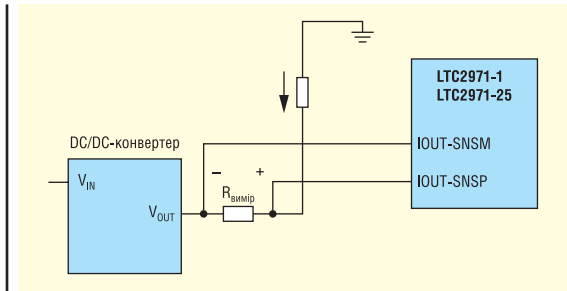 LTC2971-1
LTC2971-25
DC/DC-конвертер
IOUT-SNSM
– +
IOUT-SNSP
VIN
Rвимір
VOUT